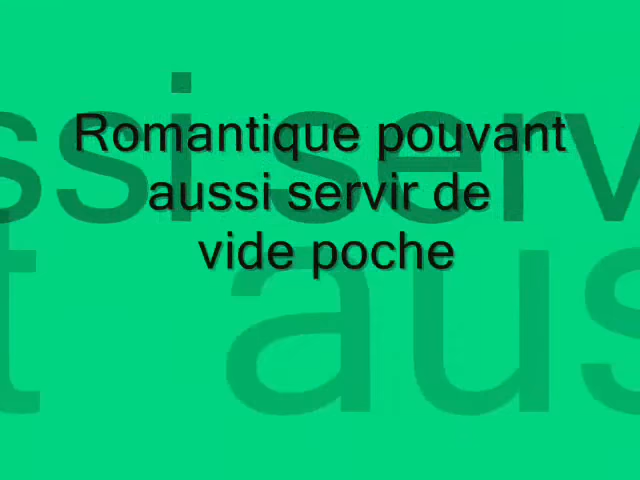 Romantique pouvant
aussi servir de
vide poche